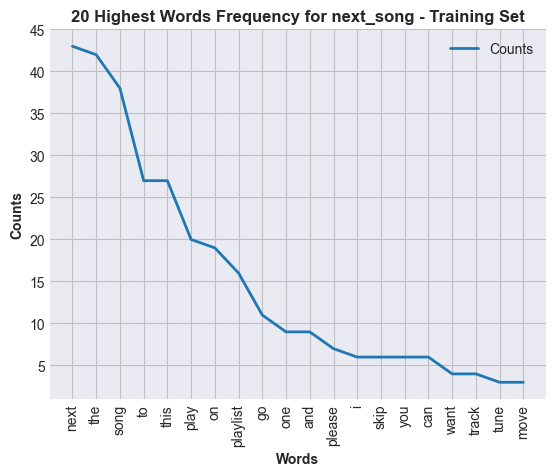 20 Highest Words Frequency for next_song - Training Set
Counts
45
40
35
30
25
20
15
10
5
Counts
next
the
song
to
this
play
on
playlist
go
one
and
please
i
skip
you
can
want
track
tune
move
Words